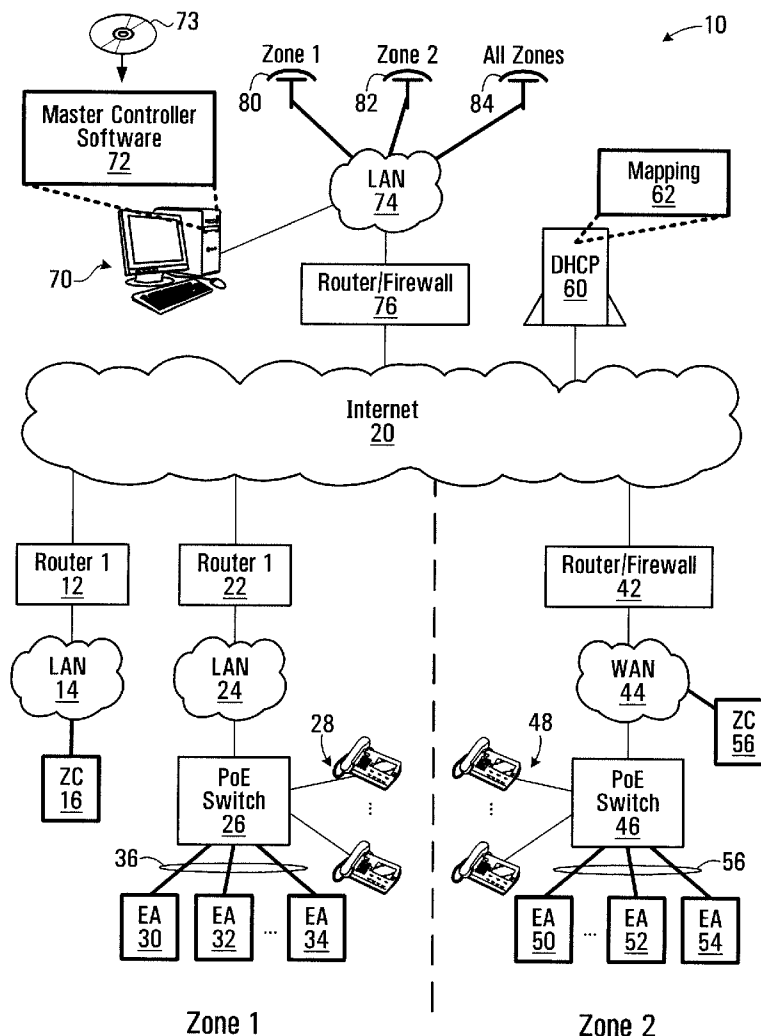 73
10
Zone 1
Zone 2
All Zones
80
82
84
Master Controller
Software
72
LAN
74
Mapping
62
70
Router/Firewall
76
DHCP
60
Internet
20
Router 1
12
Router 1
22
Router/Firewall
42
LAN
14
LAN
24
WAN
44
ZC
16
ZC
56
28
48
PoE
Switch
26
PoE
Switch
46
...
...
36
56
EA
30
EA
32
...
EA
34
EA
50
...
EA
52
EA
54
Zone 1
Zone 2